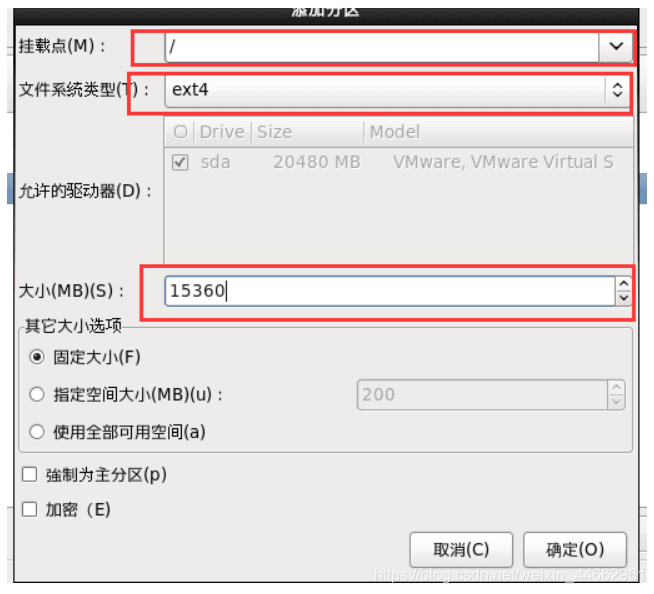 添加分区
挂载点(M)： /
文件系统类型(T)： ext4
Drive Size Model
sda 20480 MB VMware, VMware Virtual S
允许的驱动器(D)：
大小(MB)(S)： 15360
其它大小选项
固定大小(F)
指定空间大小(MB)(u)： 200
使用全部可用空间(a)
強制为主分区(p)
加密（E)
取消(C) 确定(O)
https://blog.csdn.net/weixin_44662961